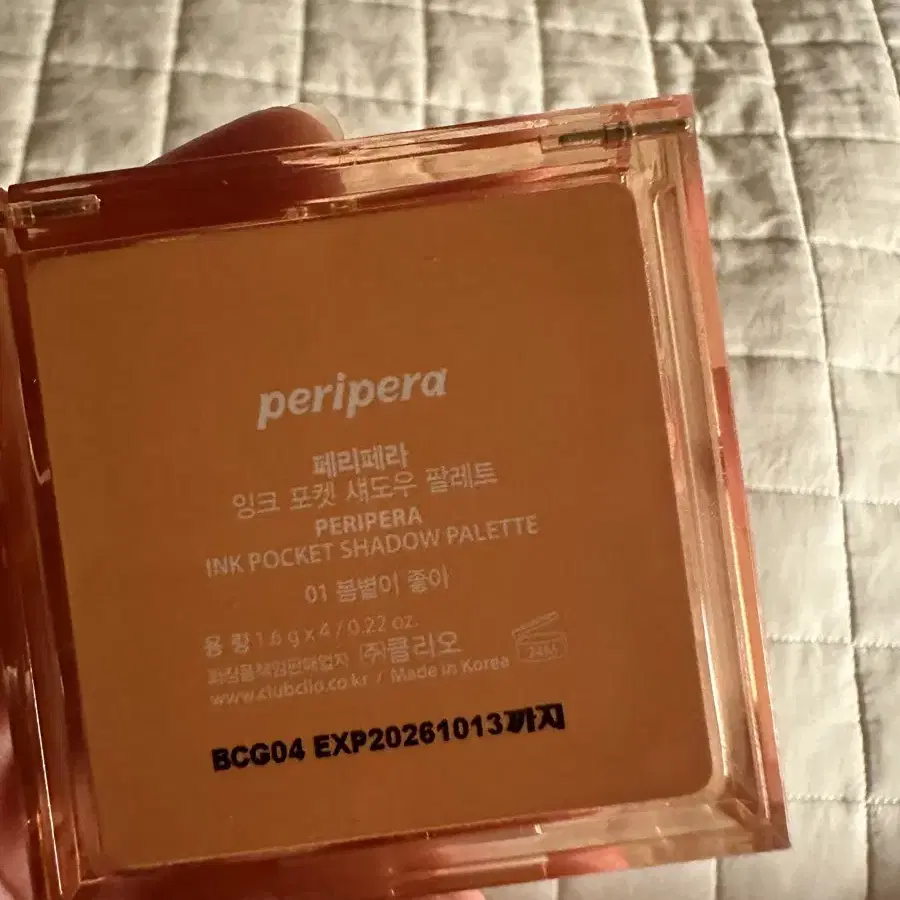 peripera
페리페라
잉크 포켓 섀도우 팔레트
PERIPERA
INK POCKET SHADOW PALETTE
01 봄볕이 좋아
용 량 1.6 g x 4 / 0.22 oz.
화장품책임판매업자 (주)클리오
www.clubclio.co.kr / Made in Korea
24M
BCG04 EXP20261013까지